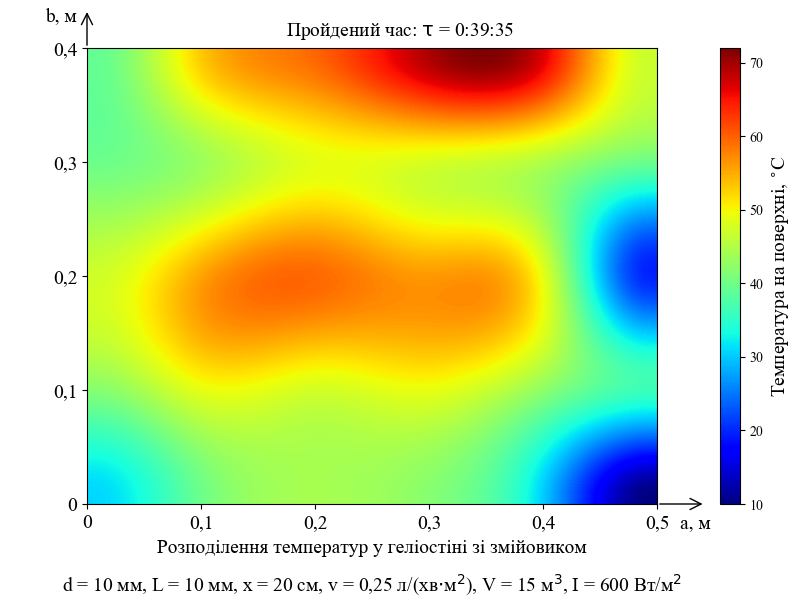 b, м
Пройдений час: τ = 0:39:35
0,4
0,3
0,2
0,1
0
0 0,1 0,2 0,3 0,4 0,5 a, м
70
60
50
40
30
20
10
Температура на поверхні, °C
Розподілення температур у геліостіні зі змійовиком
d = 10 мм, L = 10 мм, x = 20 см, v = 0,25 л/(хв·м²), V = 15 м³, I = 600 Вт/м²